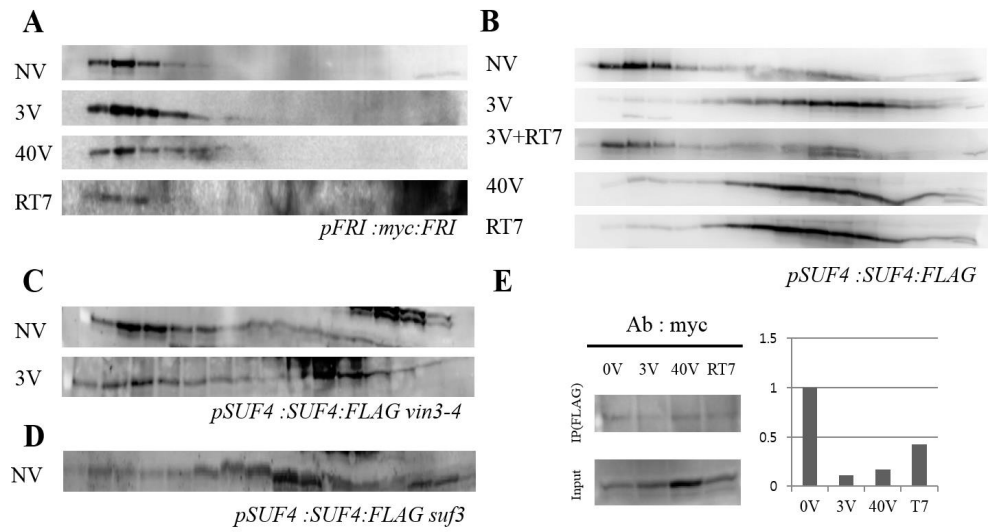 A
NV
3V
40V
RT7
pFRI :myc:FRI
B
NV
3V
3V+RT7
40V
RT7
pSUF4 :SUF4:FLAG
C
NV
3V
pSUF4 :SUF4:FLAG vin3-4
D
NV
pSUF4 :SUF4:FLAG suf3
E
Ab : myc
0V 3V 40V RT7
IP(FLAG)
Input
1.5
1
0.5
0
0V 3V 40V T7